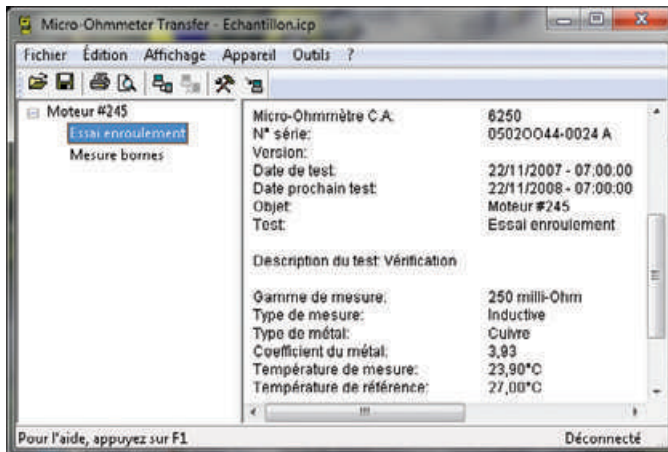 Micro-Ohmmeter Transfer - Echantillon.icp
Fichier Édition Affichage Appareil Outils ?
Moteur #245
Essai enroulement
Mesure bornes
Micro-Ohmmètre C.A: 6250
N° série: 05020044-0024 A
Version:
Date de test: 22/11/2007 - 07:00:00
Date prochain test: 22/11/2008 - 07:00:00
Objet: Moteur #245
Test: Essai enroulement
Description du test: Vérification
Gamme de mesure: 250 milli-Ohm
Type de mesure: Inductive
Type de métal: Cuivre
Coefficient du métal: 3,93
Température de mesure: 23,90°C
Température de référence: 27,00°C
Pour l'aide, appuyez sur F1 Déconnecté